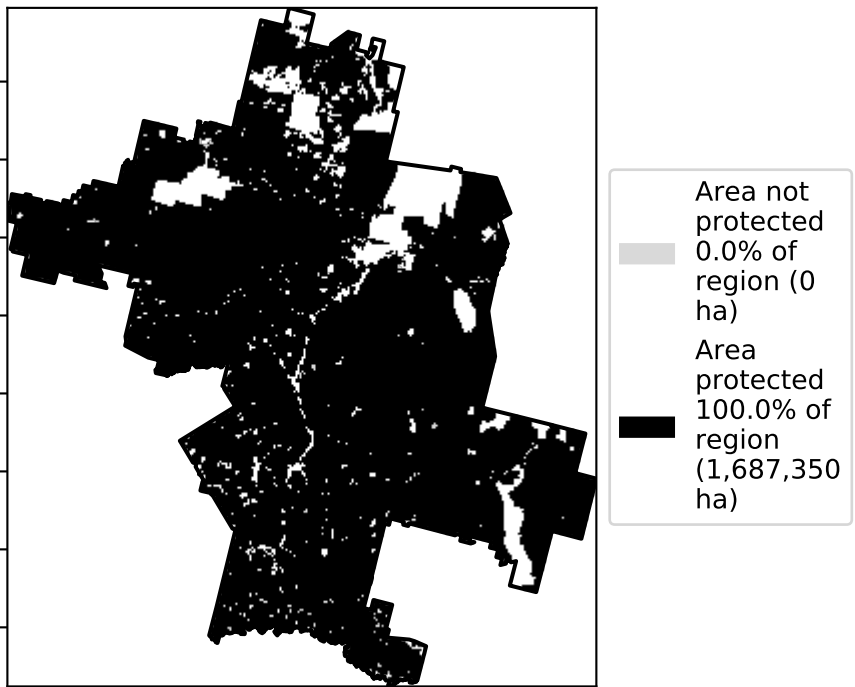 Area not
protected
0.0% of
region (0
ha)
Area
protected
100.0% of
region
(1,687,350
ha)